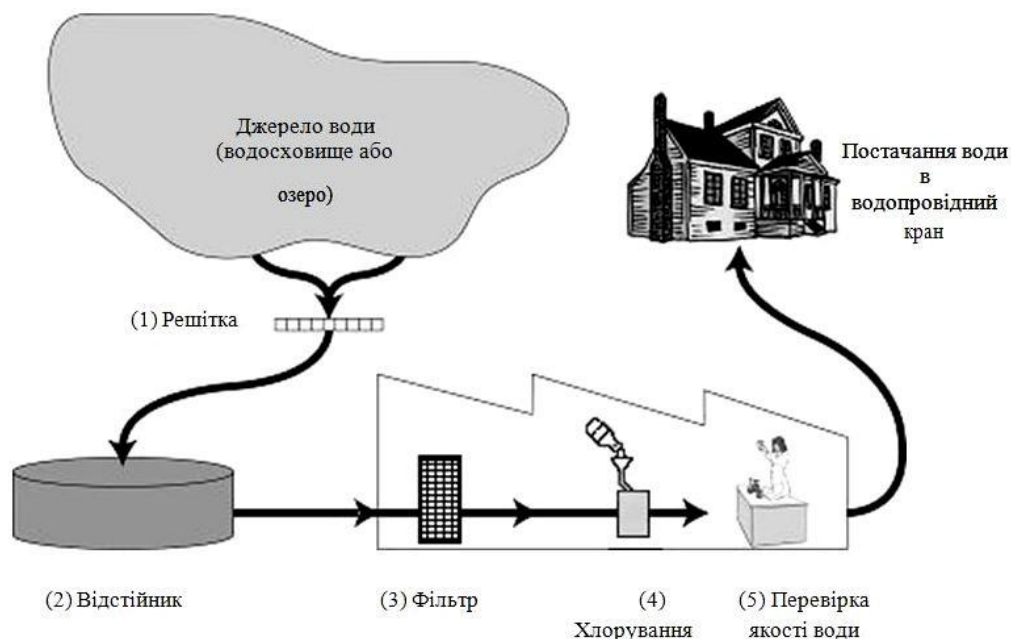 Джерело води
(водосховище або
озеро)
Постачання води
в
водопровідний
кран
(1) Решітка
(2) Відстійник
(3) Фільтр
(4)
Хлорування
(5) Перевірка
якості води